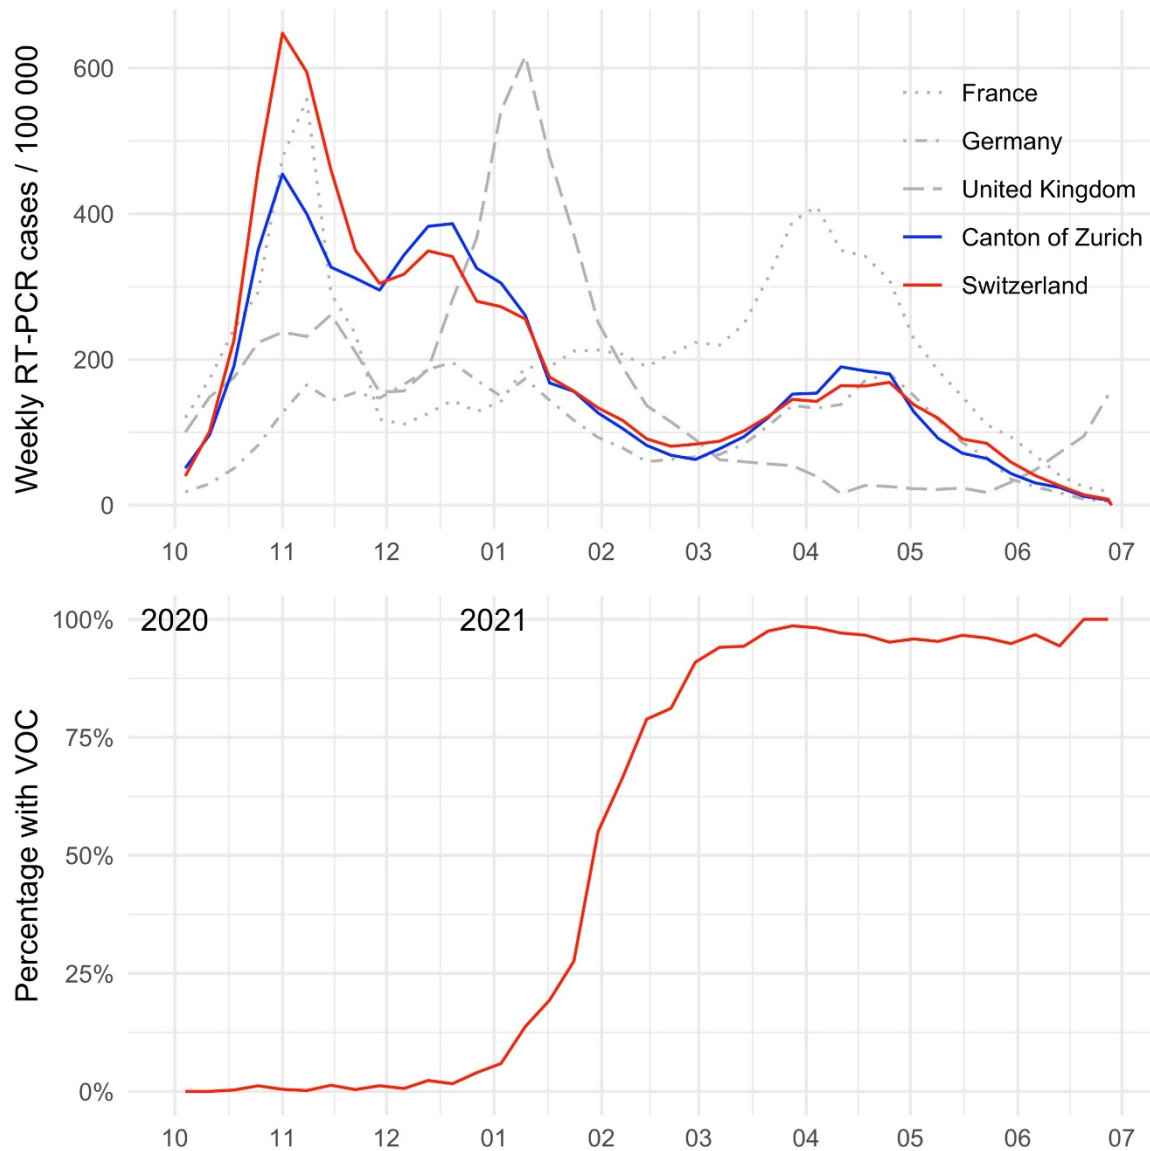 Weekly RT-PCR cases / 100 000
600
400
200
0
France
Germany
United Kingdom
Canton of Zurich
Switzerland
10 11 12 01 02 03 04 05 06 07
Percentage with VOC
100%
75%
50%
25%
0%
2020 2021
10 11 12 01 02 03 04 05 06 07